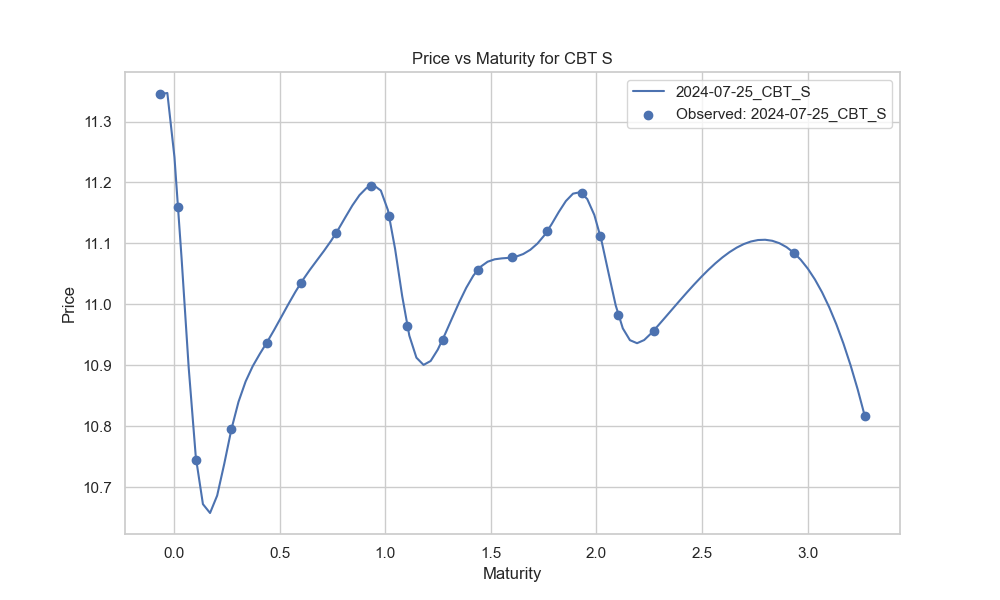 Price vs Maturity for CBT S
2024-07-25_CBT_S
Observed: 2024-07-25_CBT_S
Price
11.3
11.2
11.1
11.0
10.9
10.8
10.7
0.0 0.5 1.0 1.5 2.0 2.5 3.0
Maturity